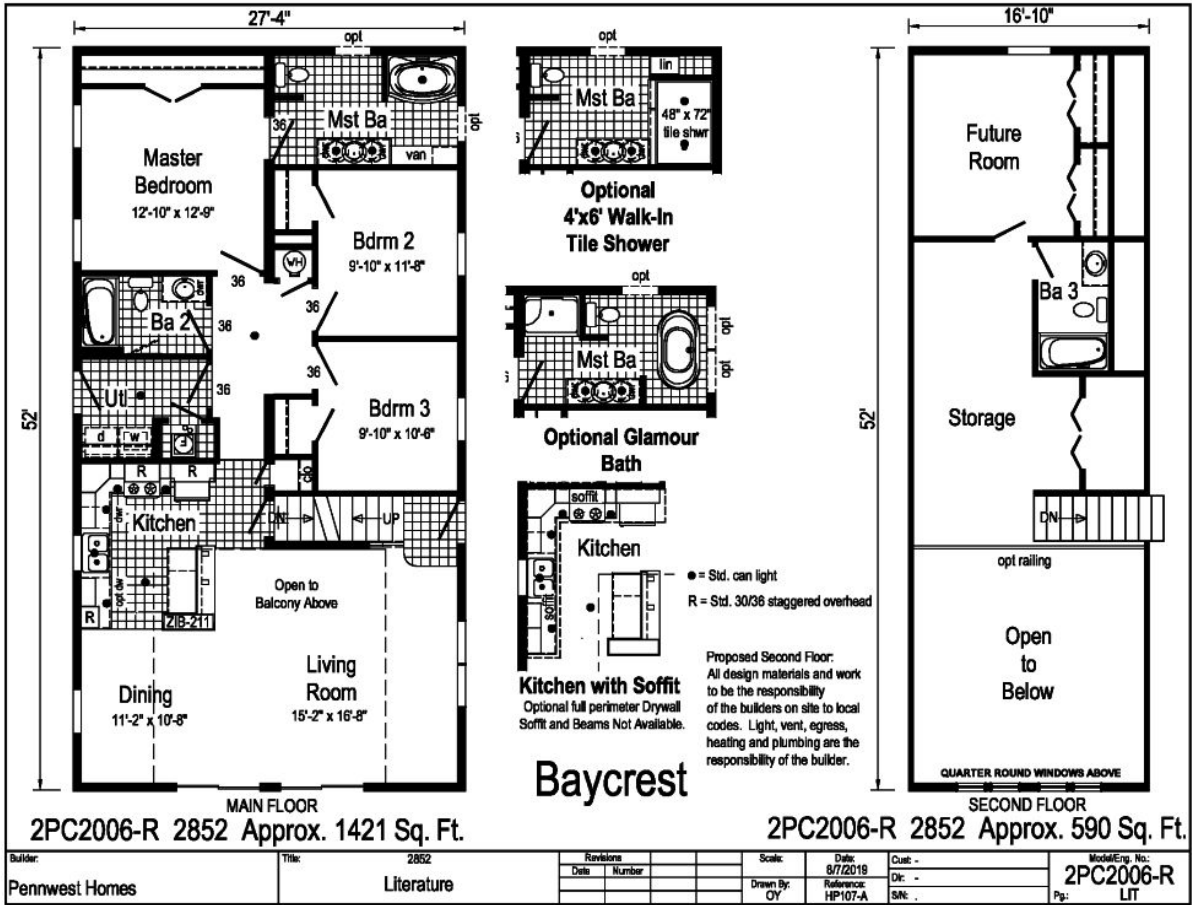 27'-4"
opt
52'
Master
Bedroom
12'-10" x 12'-9"
36
Mst Ba
van
opt
Bdrm 2
9'-10" x 11'-8"
WH
36
36
36
36
36
dwr
Ba 2
Utl
d
w
Bdrm 3
9'-10" x 10'-6"
clo
R
R
dwr
Kitchen
DN
UP
opt dw
R
ZIB-211
Open to
Balcony Above
Dining
11'-2" x 10'-8"
Living
Room
15'-2" x 16'-8"
MAIN FLOOR
2PC2006-R 2852 Approx. 1421 Sq. Ft.
opt
lin
Mst Ba
48" x 72"
tile shwr
Optional
4'x6' Walk-In
Tile Shower
opt
Mst Ba
opt
opt
Optional Glamour
Bath
soffit
Kitchen
soffit
● = Std. can light
R = Std. 30/36 staggered overhead
Kitchen with Soffit
Optional full perimeter Drywall
Soffit and Beams Not Available.
Proposed Second Floor:
All design materials and work
to be the responsibility
of the builders on site to local
codes. Light, vent, egress,
heating and plumbing are the
responsibility of the builder.
Baycrest
16'-10"
52'
Future
Room
Ba 3
Storage
DN
opt railing
Open
to
Below
QUARTER ROUND WINDOWS ABOVE
SECOND FLOOR
2PC2006-R 2852 Approx. 590 Sq. Ft.
Builder:
Pennwest Homes
Title:
2852
Literature
Revisions
Date
Number
Scale:
Drawn By:
OY
Date:
8/7/2019
Reference:
HP107-A
Cust: -
Dlr: -
S/N: .
Model/Eng. No.:
2PC2006-R
Pg.:
LIT